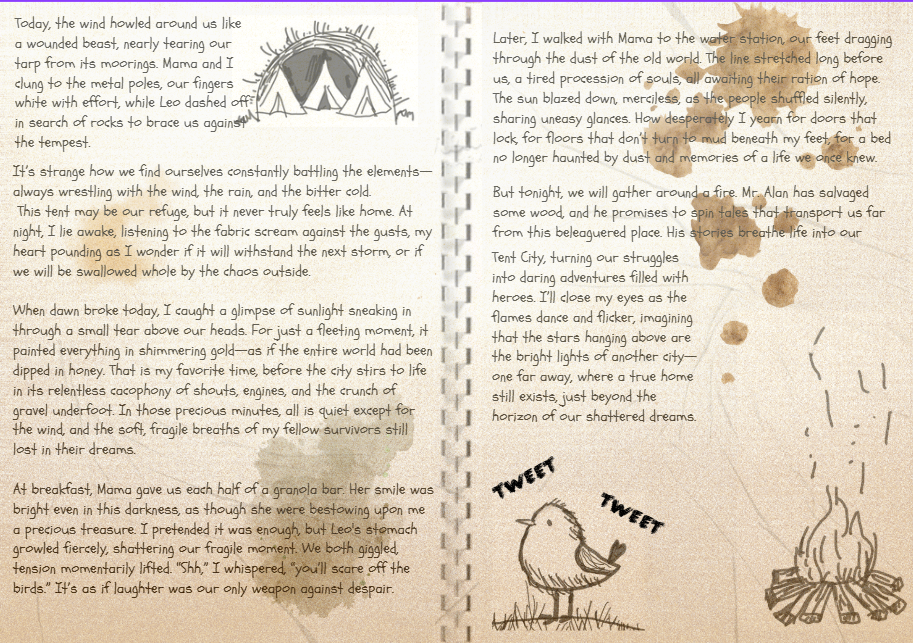 Today, the wind howled around us like
a wounded beast, nearly tearing our
tarp from its moorings. Mama and I
clung to the metal poles, our fingers
white with effort, while Leo dashed off
in search of rocks to brace us against
the tempest.
It's strange how we find ourselves constantly battling the elements—
always wrestling with the wind, the rain, and the bitter cold.
This tent may be our refuge, but it never truly feels like home. At
night, I lie awake, listening to the fabric scream against the gusts, my
heart pounding as I wonder if it will withstand the next storm, or if
we will be swallowed whole by the chaos outside.
When dawn broke today, I caught a glimpse of sunlight sneaking in
through a small tear above our heads. For just a fleeting moment, it
painted everything in shimmering gold—as if the entire world had been
dipped in honey. That is my favorite time, before the city stirs to life
in its relentless cacophony of shouts, engines, and the crunch of
gravel underfoot. In those precious minutes, all is quiet except for
the wind, and the soft, fragile breaths of my fellow survivors still
lost in their dreams.
At breakfast, Mama gave us each half of a granola bar. Her smile was
bright even in this darkness, as though she were bestowing upon me
a precious treasure. I pretended it was enough, but Leo's stomach
growled fiercely, shattering our fragile moment. We both giggled,
tension momentarily lifted. "Shh," I whispered, "you'll scare off the
birds." It's as if laughter was our only weapon against despair.
Later, I walked with Mama to the water station, our feet dragging
through the dust of the old world. The line stretched long before
us, a tired procession of souls, all awaiting their ration of hope.
The sun blazed down, merciless, as the people shuffled silently,
sharing uneasy glances. How desperately I yearn for doors that
lock, for floors that don't turn to mud beneath my feet, for a bed
no longer haunted by dust and memories of a life we once knew.
But tonight, we will gather around a fire. Mr. Alan has salvaged
some wood, and he promises to spin tales that transport us far
from this beleaguered place. His stories breathe life into our
Tent City, turning our struggles
into daring adventures filled with
heroes. I'll close my eyes as the
flames dance and flicker, imagining
that the stars hanging above are
the bright lights of another city—
one far away, where a true home
still exists, just beyond the
horizon of our shattered dreams.
TWEET
TWEET